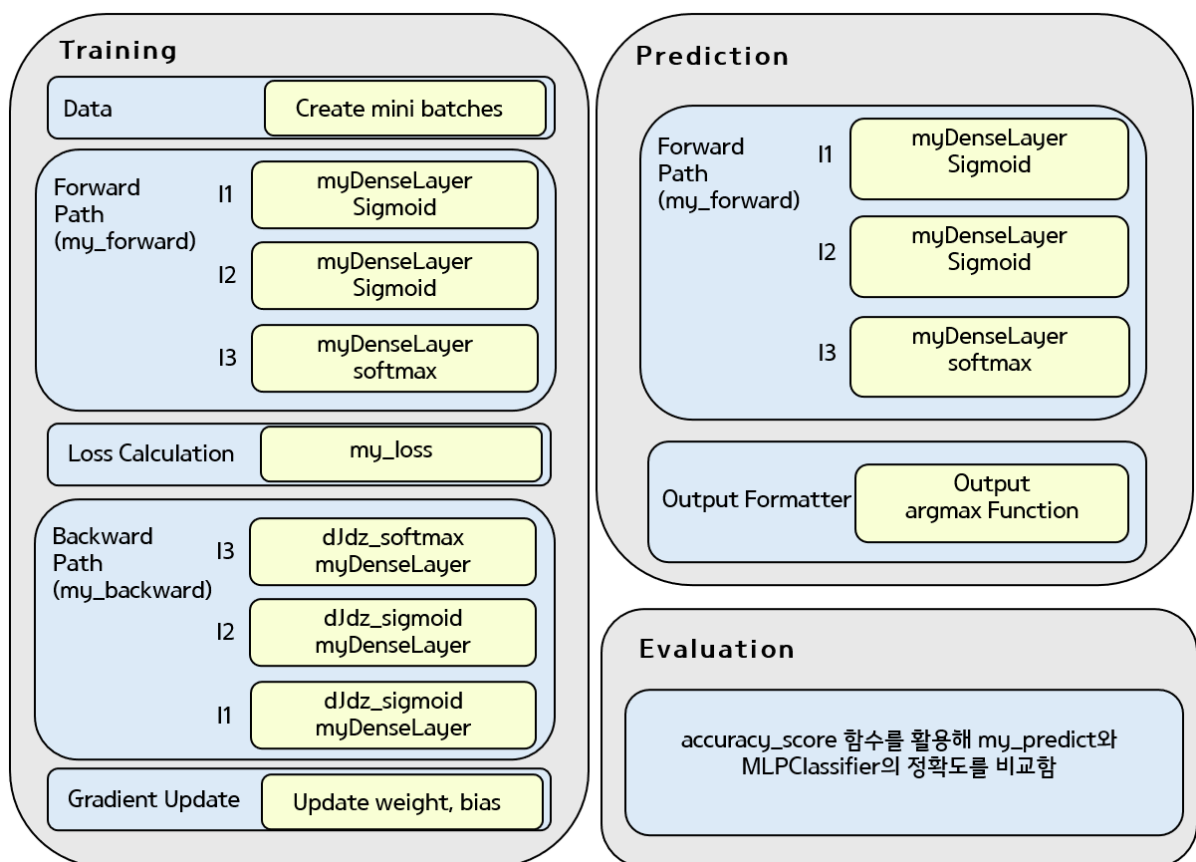 Training
Data
Create mini batches
Forward
Path
(my_forward)
l1
myDenseLayer
Sigmoid
l2
myDenseLayer
Sigmoid
l3
myDenseLayer
softmax
Loss Calculation
my_loss
Backward
Path
(my_backward)
l3
dJdz_softmax
myDenseLayer
l2
dJdz_sigmoid
myDenseLayer
l1
dJdz_sigmoid
myDenseLayer
Gradient Update
Update weight, bias
Prediction
Forward
Path
(my_forward)
l1
myDenseLayer
Sigmoid
l2
myDenseLayer
Sigmoid
l3
myDenseLayer
softmax
Output Formatter
Output
argmax Function
Evaluation
accuracy_score 함수를 활용해 my_predict와
MLPClassifier의 정확도를 비교함